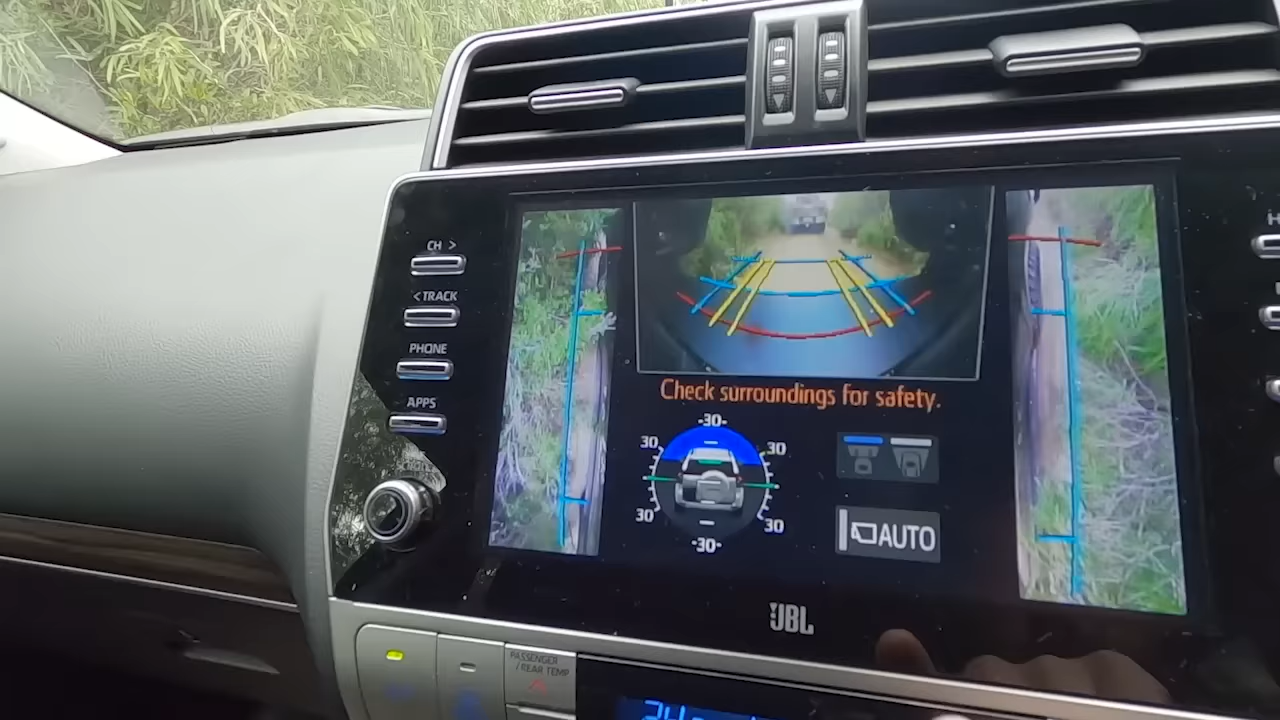 CH >
< TRACK
PHONE
APPS
Check surroundings for safety.
-30-
30 30
30 30
-30-
AUTO
JBL
PASSENGER
/REAR TEMP